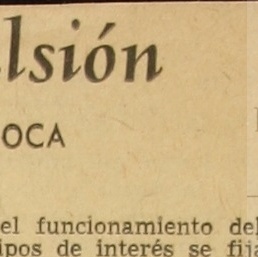 lsión
OCA
el funcionamiento del
ipos de interés se fija